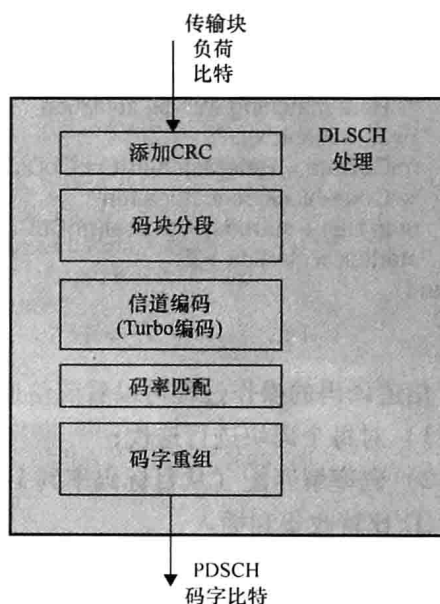 传输块
负荷
比特
DLSCH
处理
添加CRC
码块分段
信道编码
(Turbo编码)
码率匹配
码字重组
PDSCH
码字比特